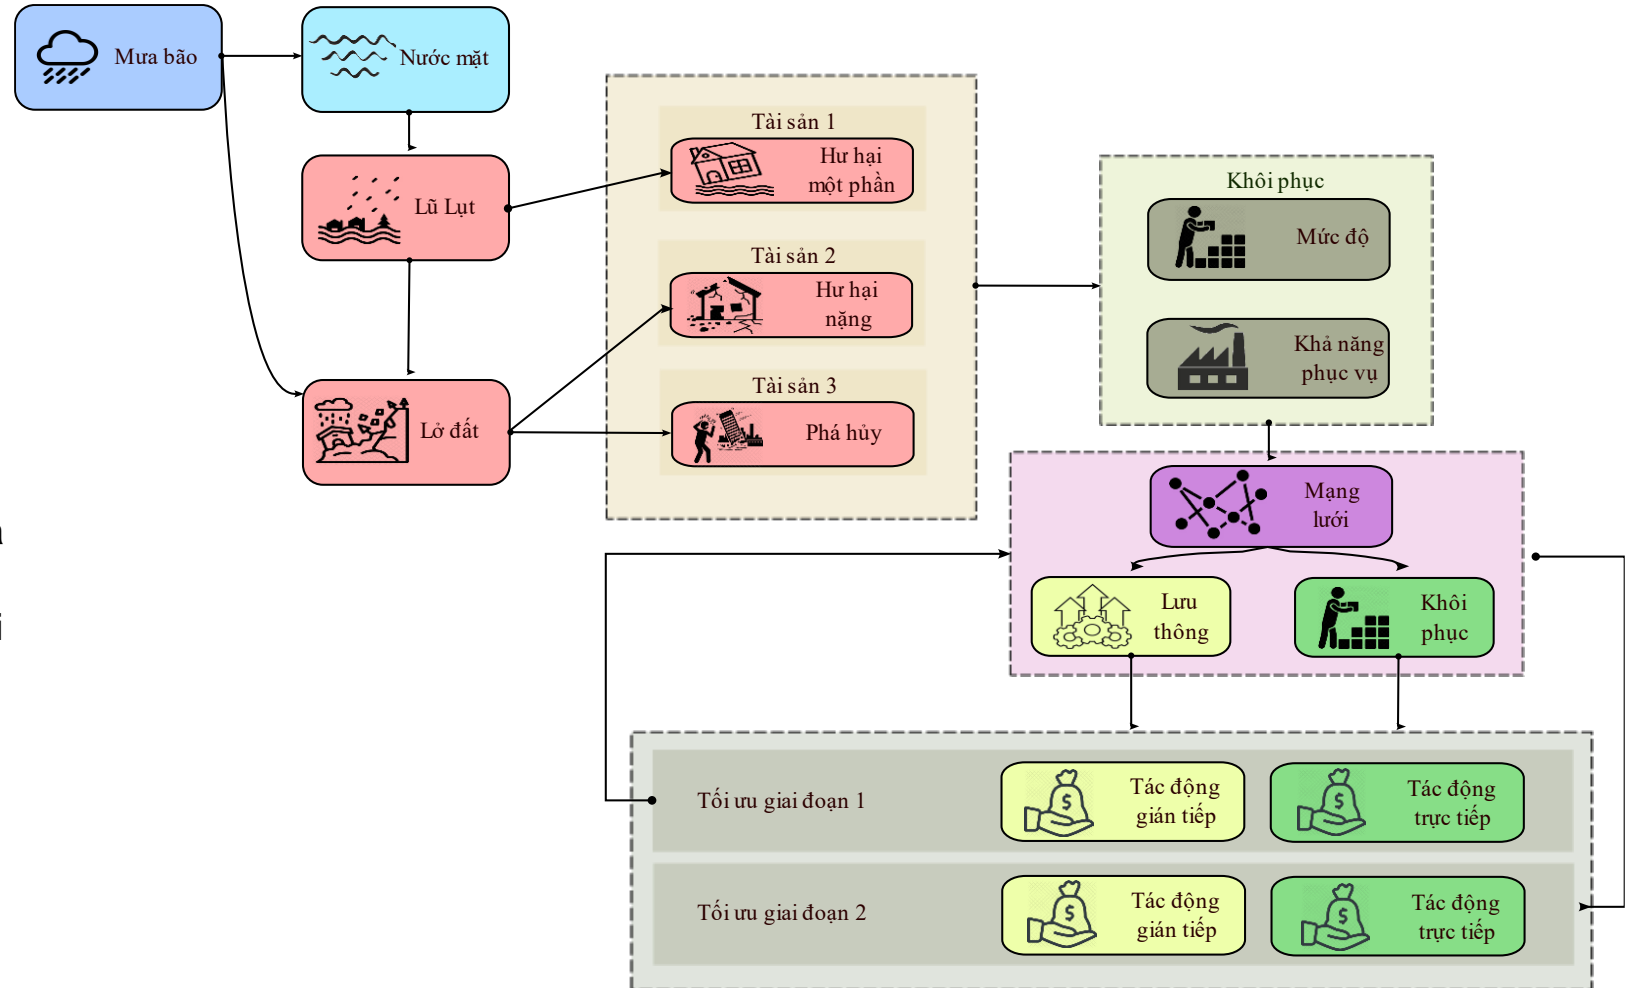 Mưa bão
Nước mặt
Lũ Lụt
Lở đất
Tài sản 1
Hư hại
một phần
Tài sản 2
Hư hại
nặng
Tài sản 3
Phá hủy
Khôi phục
Mức độ
Khả năng
phục vụ
Mạng
lưới
Lưu
thông
Khôi
phục
Tối ưu giai đoạn 1
Tác động
gián tiếp
Tác động
trực tiếp
Tối ưu giai đoạn 2
Tác động
gián tiếp
Tác động
trực tiếp